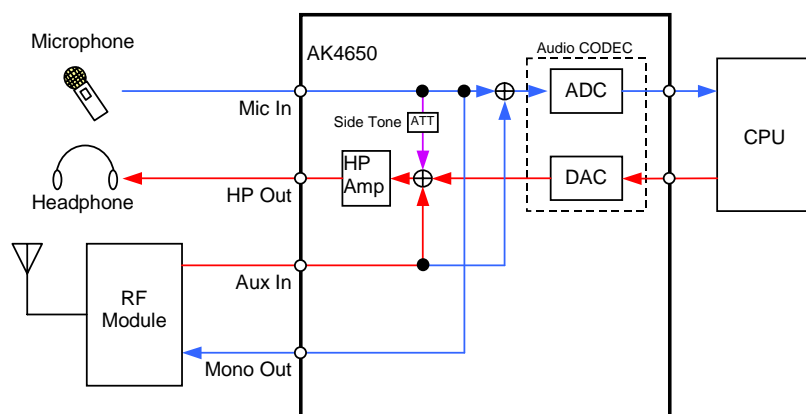 Microphone
AK4650
Audio CODEC
Mic In
ADC
Side Tone
ATT
CPU
HP
Amp
DAC
Headphone
HP Out
Aux In
RF
Module
Mono Out